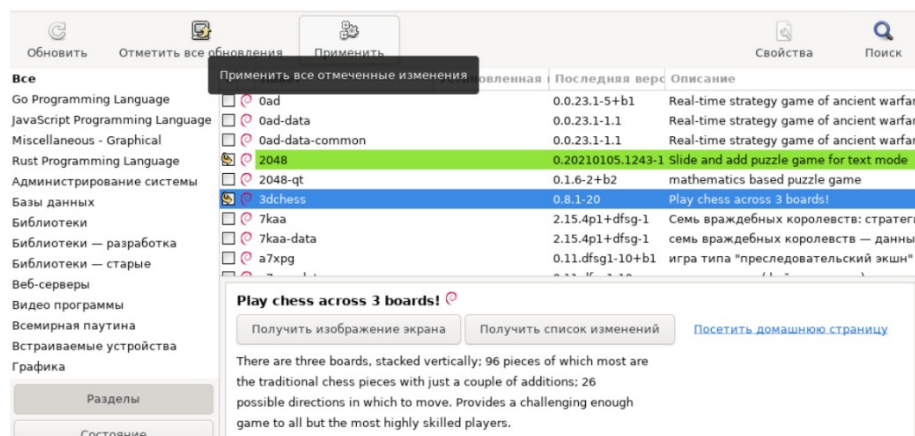 Обновить
Отметить все обновления
Применить
Свойства
Поиск
Применить все отмеченные изменения
Последняя верс
Описание
Все
Go Programming Language
JavaScript Programming Language
Miscellaneous - Graphical
Rust Programming Language
Администрирование системы
Базы данных
Библиотеки
Библиотеки — разработка
Библиотеки — старые
Веб-серверы
Видео программы
Всемирная паутина
Встраиваемые устройства
Графика
Разделы
Состояние
0ad 0.0.23.1-5+b1 Real-time strategy game of ancient warfar
0ad-data 0.0.23.1-1.1 Real-time strategy game of ancient warfar
0ad-data-common 0.0.23.1-1.1 Real-time strategy game of ancient warfar
2048 0.20210105.1243-1 Slide and add puzzle game for text mode
2048-qt 0.1.6-2+b2 mathematics based puzzle game
3dchess 0.8.1-20 Play chess across 3 boards!
7kaa 2.15.4p1+dfsg-1 Семь враждебных королевств: стратег
7kaa-data 2.15.4p1+dfsg-1 семь враждебных королевств — данны
a7xpg 0.11.dfsg1-10+b1 игра типа "преследовательский экшн"
Play chess across 3 boards!
Получить изображение экрана
Получить список изменений
Посетить домашнюю страницу
There are three boards, stacked vertically; 96 pieces of which most are
the traditional chess pieces with just a couple of additions; 26
possible directions in which to move. Provides a challenging enough
game to all but the most highly skilled players.